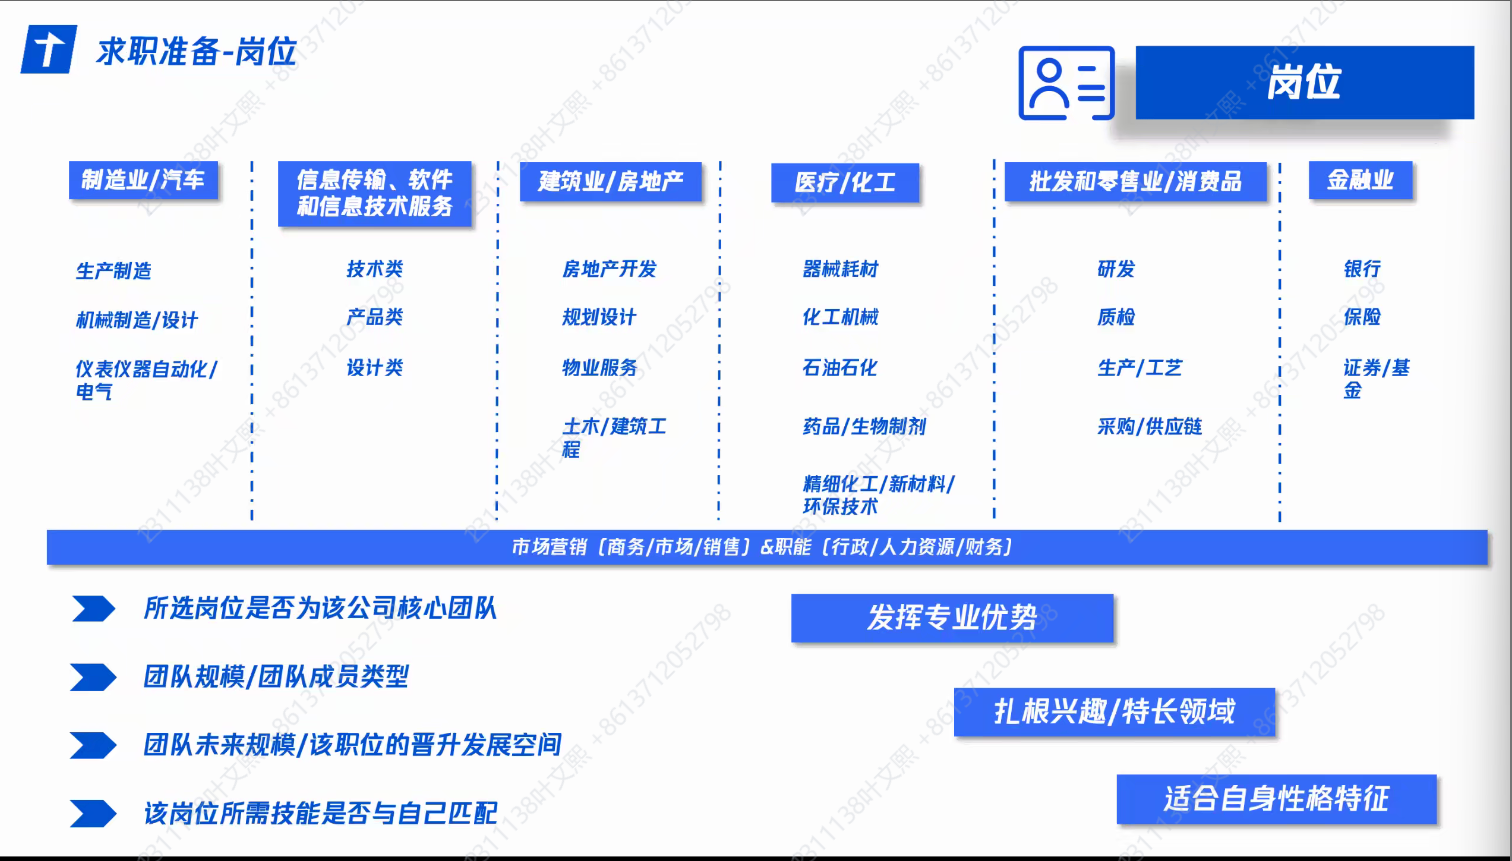 求职准备-岗位
岗位
制造业/汽车
生产制造
机械制造/设计
仪表仪器自动化/
电气
信息传输、软件
和信息技术服务
技术类
产品类
设计类
建筑业/房地产
房地产开发
规划设计
物业服务
土木/建筑工
程
医疗/化工
器械耗材
化工机械
石油石化
药品/生物制剂
精细化工/新材料/
环保技术
批发和零售业/消费品
研发
质检
生产/工艺
采购/供应链
金融业
银行
保险
证券/基
金
市场营销（商务/市场/销售）&职能（行政/人力资源/财务）
所选岗位是否为该公司核心团队
团队规模/团队成员类型
团队未来规模/该职位的晋升发展空间
该岗位所需技能是否与自己匹配
发挥专业优势
扎根兴趣/特长领域
适合自身性格特征
2311138叶文熙 +8613712052798